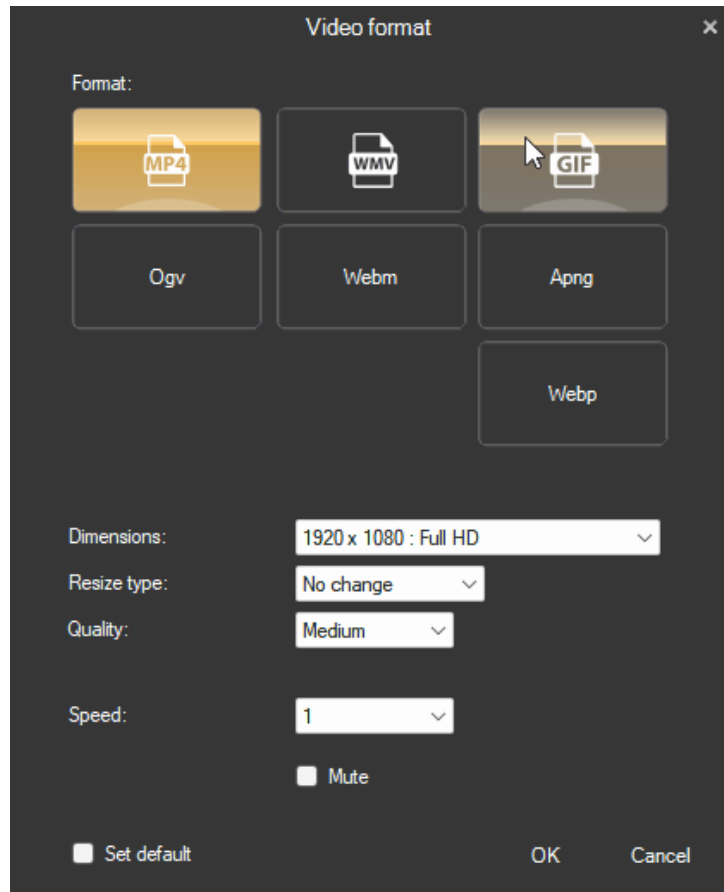 Video format
Format:
MP4 WMV GIF
Ogv Webm Apng
Webp
Dimensions: 1920 x 1080 : Full HD
Resize type: No change
Quality: Medium
Speed: 1
Mute
Set default OK Cancel